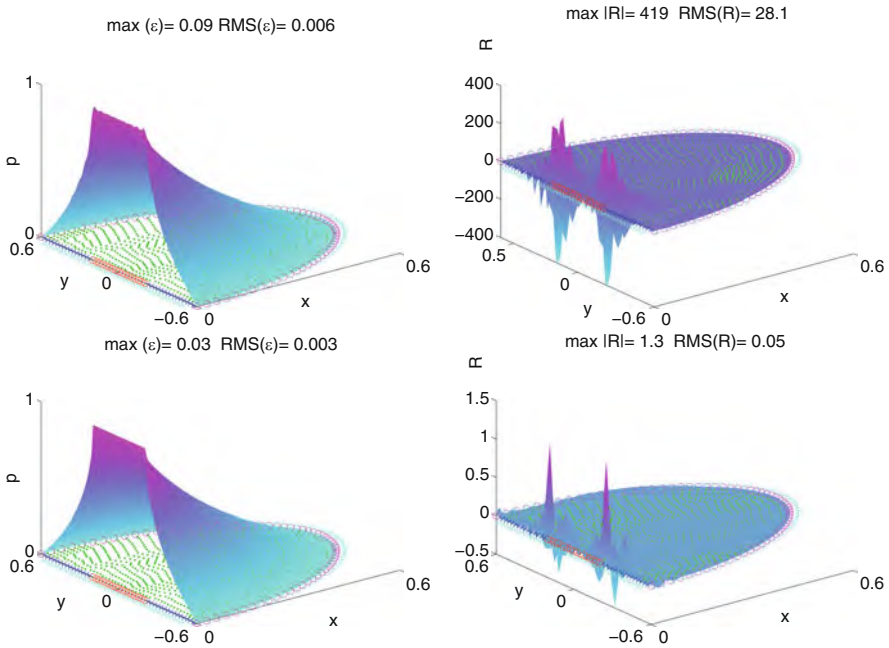 max (ε)= 0.09 RMS(ε)= 0.006
1
p
0
0.6
y
0
−0.6
0
x
0.6
max |R|= 419 RMS(R)= 28.1
R
400
200
0
−200
−400
0.5
y
0
−0.6
0
x
0.6
max (ε)= 0.03 RMS(ε)= 0.003
1
p
0
0.6
y
0
−0.6
0
x
0.6
max |R|= 1.3 RMS(R)= 0.05
R
1.5
1
0.5
0
−0.5
0.6
y
0
−0.6
0
x
0.6